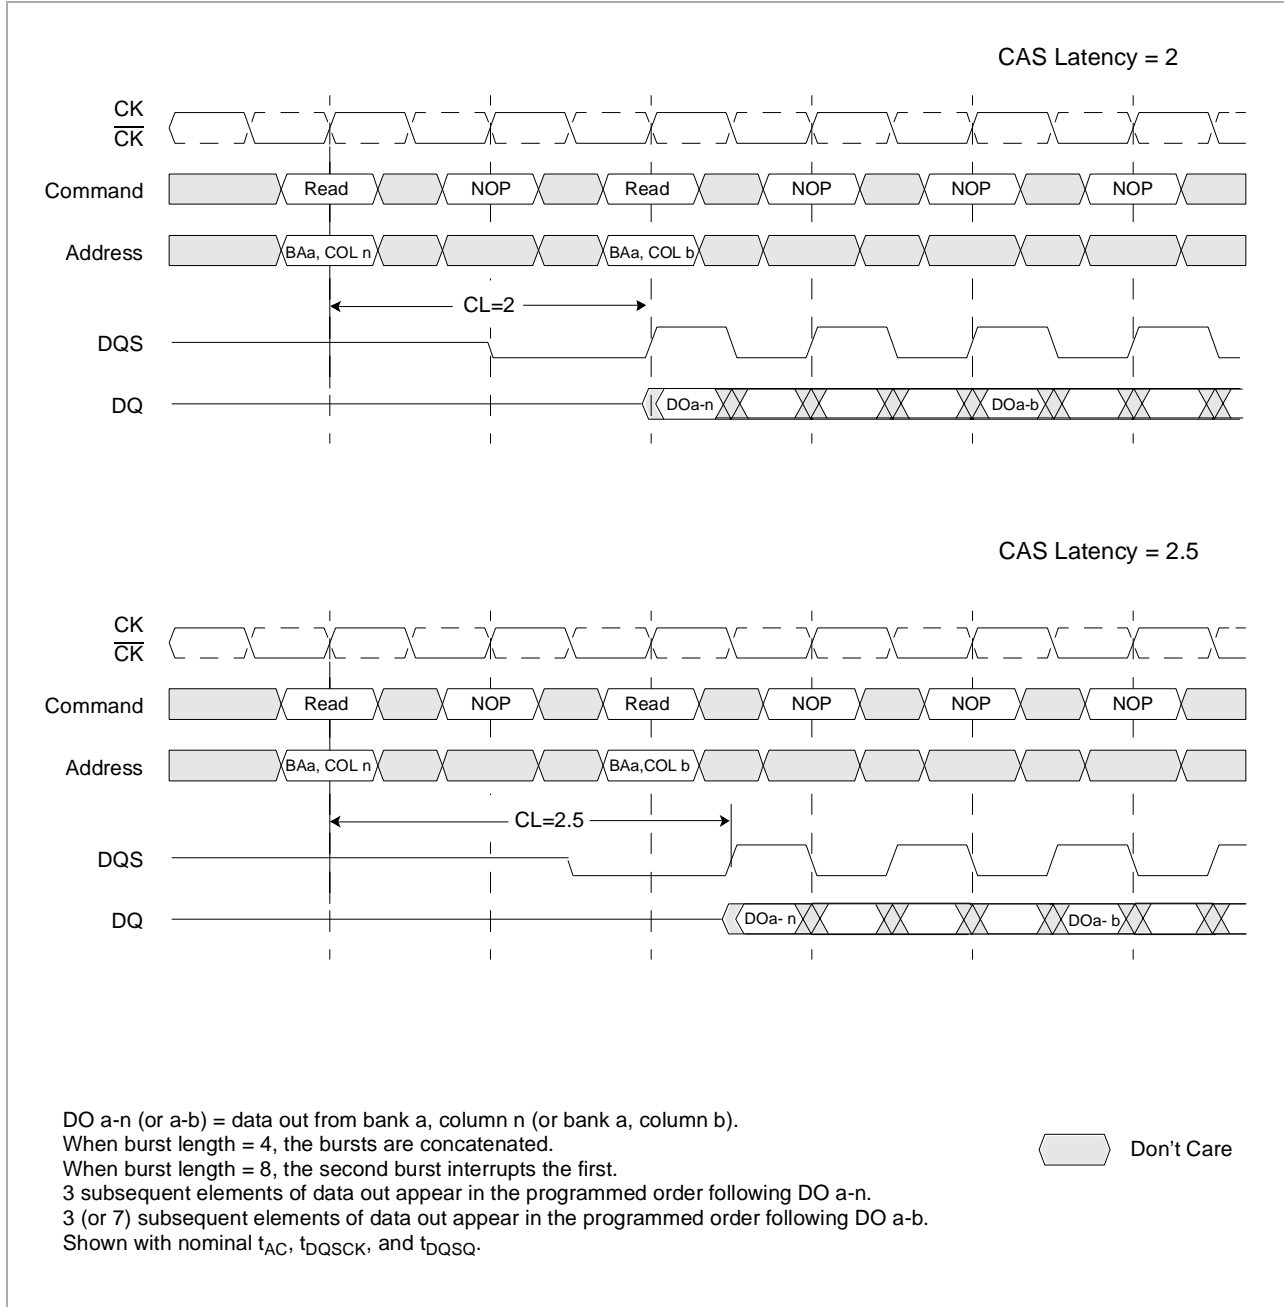 CAS Latency = 2
CK
CK
Command Read NOP Read NOP NOP NOP
Address BAa, COL n BAa, COL b
CL=2
DQS
DQ DOa-n DOa-b
CAS Latency = 2.5
CK
CK
Command Read NOP Read NOP NOP NOP
Address BAa, COL n BAa,COL b
CL=2.5
DQS
DQ DOa- n DOa- b
DO a-n (or a-b) = data out from bank a, column n (or bank a, column b).
When burst length = 4, the bursts are concatenated.
When burst length = 8, the second burst interrupts the first.
3 subsequent elements of data out appear in the programmed order following DO a-n.
3 (or 7) subsequent elements of data out appear in the programmed order following DO a-b.
Shown with nominal tAC, tDQSCK, and tDQSQ.
Don't Care